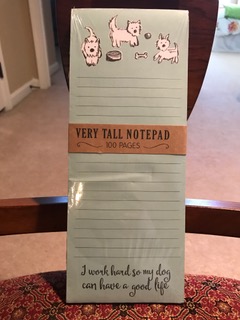 VERY TALL NOTEPAD
100 PAGES
I work hard so my dog
can have a good life